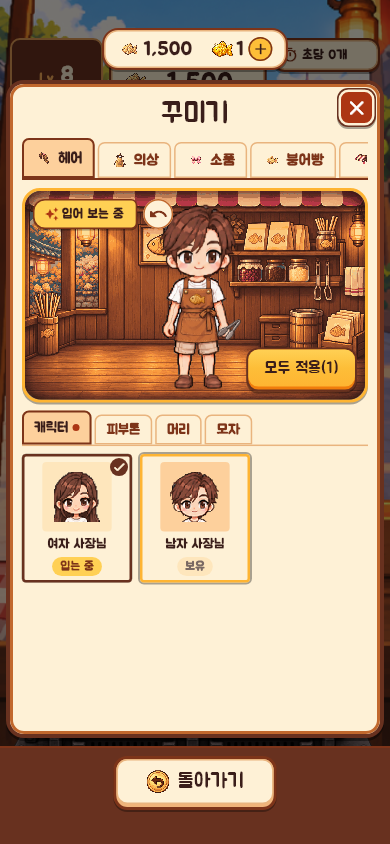 1,500
1
초당 0개
Lv 8
1,500
꾸미기
헤어
의상
소품
붕어빵
입어 보는 중
모두 적용(1)
캐릭터
피부톤
머리
모자
여자 사장님
입는 중
남자 사장님
보유
돌아가기